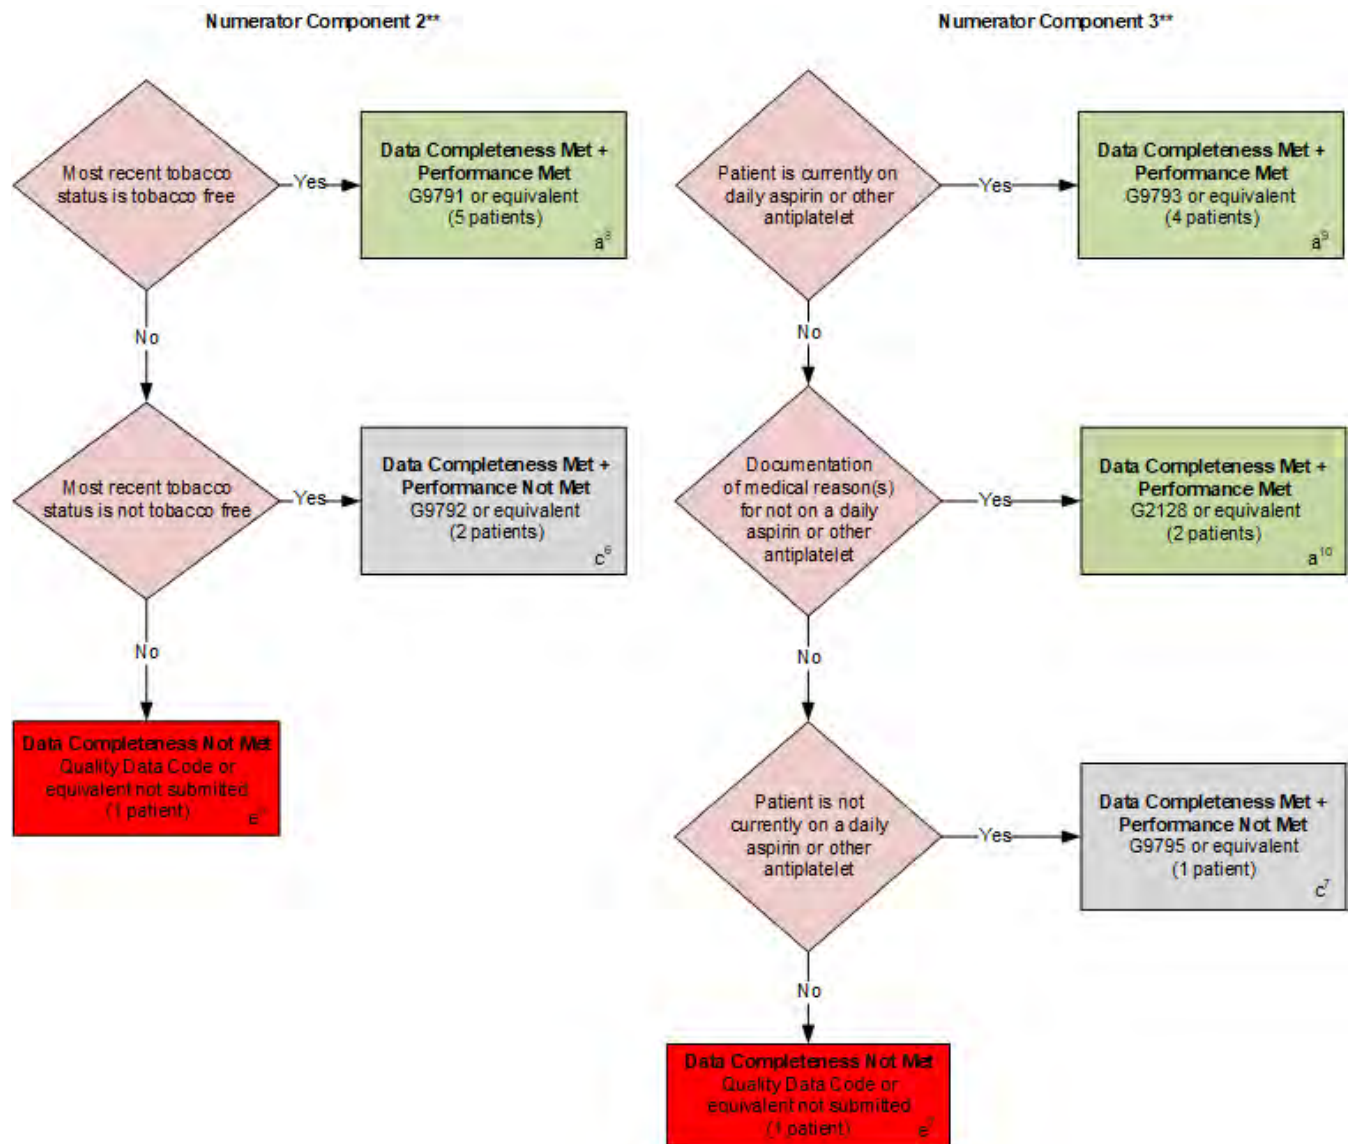 Numerator Component 2**
Most recent tobacco
status is tobacco free
Yes
Data Completeness Met +
Performance Met
G9791 or equivalent
(5 patients)
a⁸
No
Most recent tobacco
status is not tobacco free
Yes
Data Completeness Met +
Performance Not Met
G9792 or equivalent
(2 patients)
c⁶
No
Data Completeness Not Met
Quality Data Code or
equivalent not submitted
(1 patient)
Numerator Component 3**
Patient is currently on
daily aspirin or other
antiplatelet
Yes
Data Completeness Met +
Performance Met
G9793 or equivalent
(4 patients)
a⁹
No
Documentation
of medical reason(s)
for not on a daily
aspirin or other
antiplatelet
Yes
Data Completeness Met +
Performance Met
G2128 or equivalent
(2 patients)
a¹⁰
No
Patient is not
currently on a daily
aspirin or other
antiplatelet
Yes
Data Completeness Met +
Performance Not Met
G9795 or equivalent
(1 patient)
c⁷
No
Data Completeness Not Met
Quality Data Code or
equivalent not submitted
(1 patient)